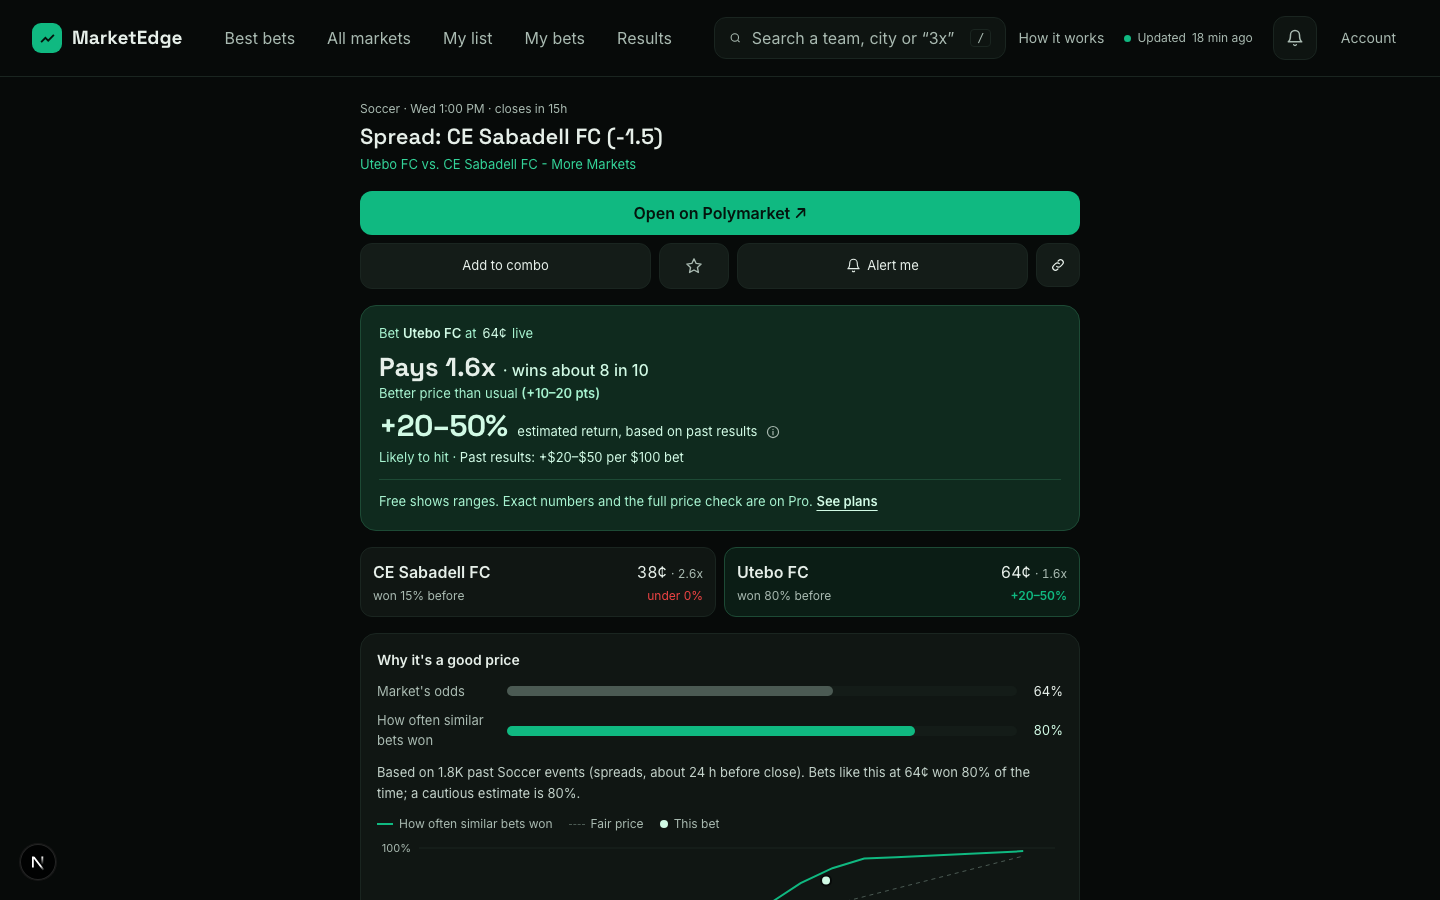 MarketEdge
Best bets
All markets
My list
My bets
Results
Search a team, city or “3x”
/
How it works
Updated 18 min ago
Account
Soccer · Wed 1:00 PM · closes in 15h
Spread: CE Sabadell FC (-1.5)
Utebo FC vs. CE Sabadell FC - More Markets
Open on Polymarket ↗
Add to combo
Alert me
Bet Utebo FC at 64¢ live
Pays 1.6x · wins about 8 in 10
Better price than usual (+10–20 pts)
+20–50% estimated return, based on past results
Likely to hit · Past results: +$20–$50 per $100 bet
Free shows ranges. Exact numbers and the full price check are on Pro. See plans
CE Sabadell FC 38¢ · 2.6x
won 15% before under 0%
Utebo FC 64¢ · 1.6x
won 80% before +20–50%
Why it's a good price
Market's odds 64%
How often similar
bets won 80%
Based on 1.8K past Soccer events (spreads, about 24 h before close). Bets like this at 64¢ won 80% of the
time; a cautious estimate is 80%.
How often similar bets won
Fair price
This bet
100%
N